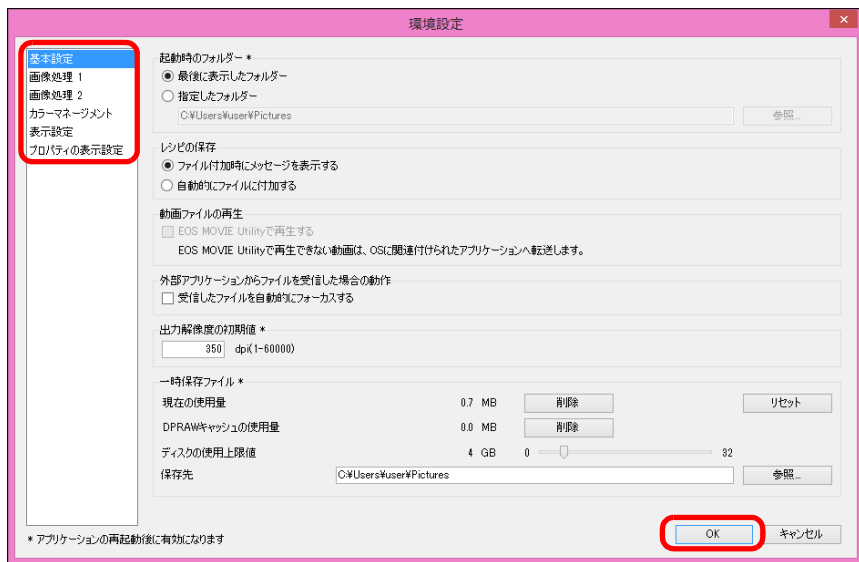 環境設定
基本設定
画像処理 1
画像処理 2
カラーマネージメント
表示設定
プロパティの表示設定
起動時のフォルダー *
最後に表示したフォルダー
指定したフォルダー
C:¥Users¥user¥Pictures 参照...
レシピの保存
ファイル付加時にメッセージを表示する
自動的にファイルに付加する
動画ファイルの再生
EOS MOVIE Utilityで再生する
EOS MOVIE Utilityで再生できない動画は、OSに関連付けられたアプリケーションへ転送します。
外部アプリケーションからファイルを受信した場合の動作
受信したファイルを自動的にフォーカスする
出力解像度の初期値 *
350 dpi(1-60000)
一時保存ファイル *
現在の使用量 0.7 MB 削除 リセット
DPRAWキャッシュの使用量 0.0 MB 削除
ディスクの使用上限値 4 GB 0 32
保存先 C:¥Users¥user¥Pictures 参照...
* アプリケーションの再起動後に有効になります
OK キャンセル